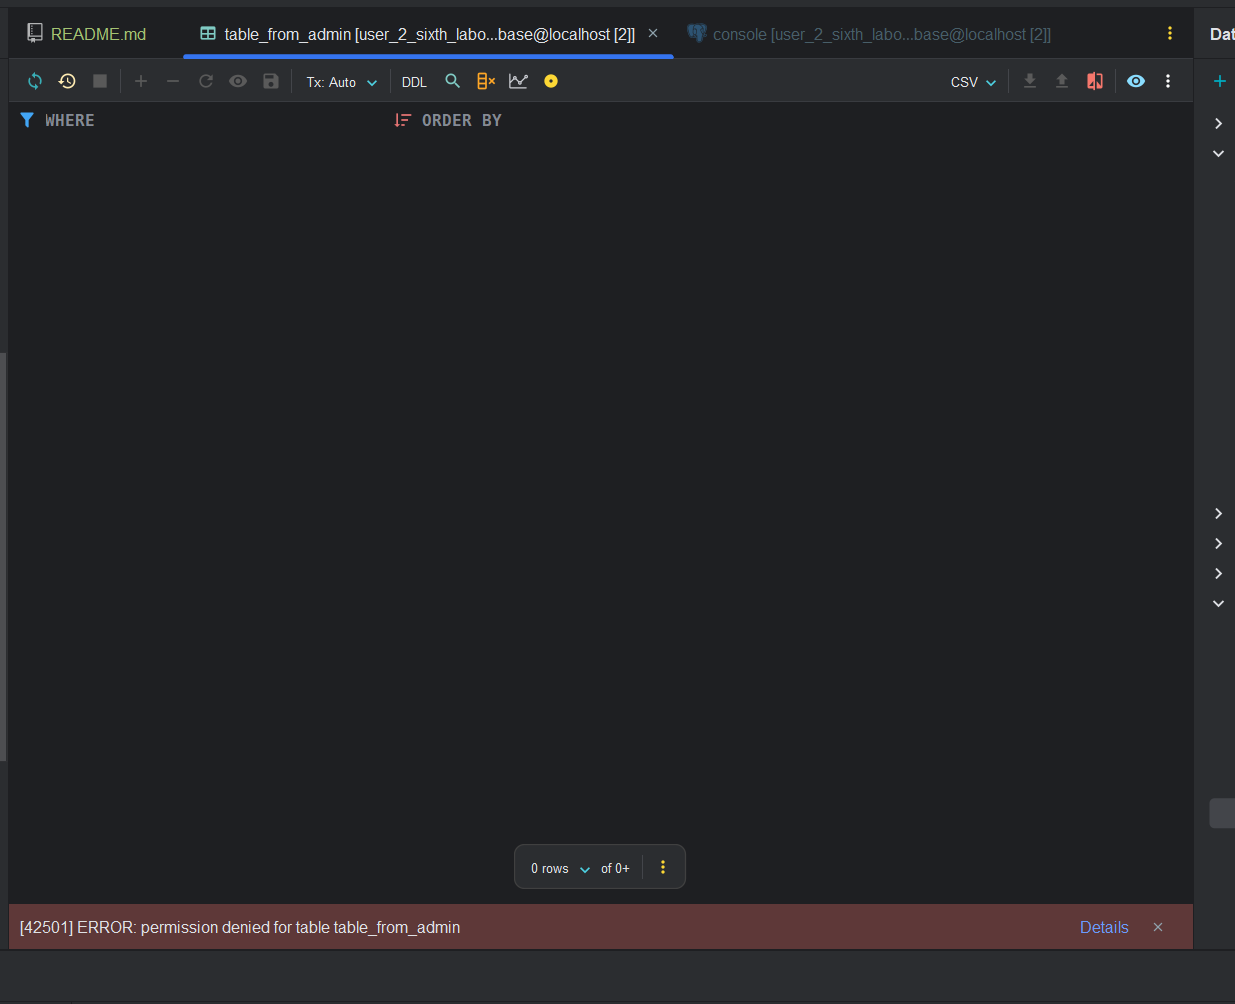 README.md
table_from_admin [user_2_sixth_labo...base@localhost [2]]
console [user_2_sixth_labo...base@localhost [2]]
Dat
Tx: Auto
DDL
CSV
WHERE
ORDER BY
0 rows
of 0+
[42501] ERROR: permission denied for table table_from_admin
Details